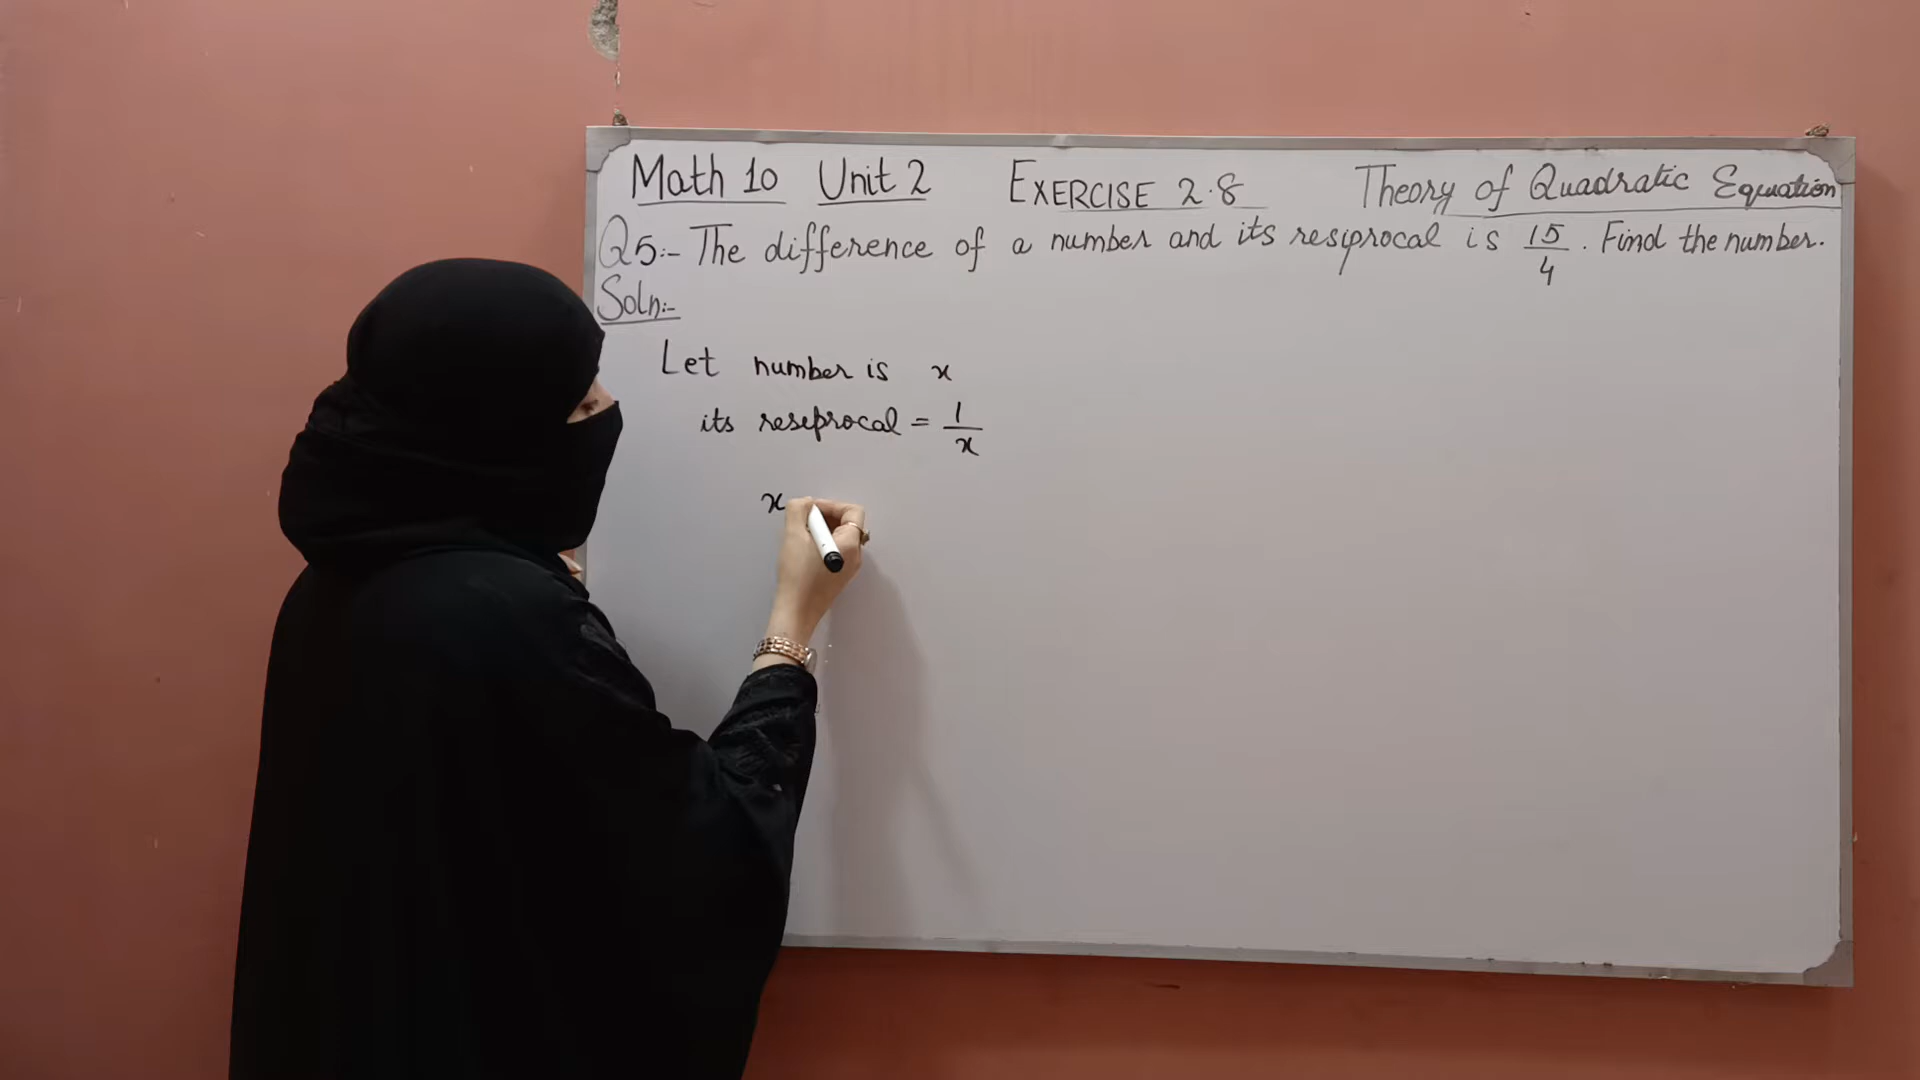 Math 10 Unit 2 EXERCISE 2.8 Theory of Quadratic Equation
Q5:- The difference of a number and its resiprocal is 15/4. Find the number.
Soln:-
Let number is x
its reseprocal = 1/x
x